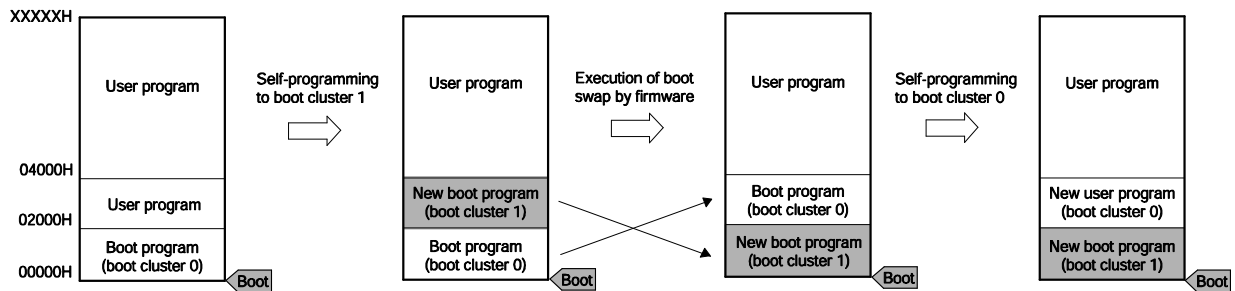 XXXXXH
User program
04000H
User program
02000H
Boot program
(boot cluster 0)
00000H
Boot
Self-programming
to boot cluster 1
User program
New boot program
(boot cluster 1)
Boot program
(boot cluster 0)
Boot
Execution of boot
swap by firmware
User program
Boot program
(boot cluster 0)
New boot program
(boot cluster 1)
Boot
Self-programming
to boot cluster 0
User program
New user program
(boot cluster 0)
New boot program
(boot cluster 1)
Boot